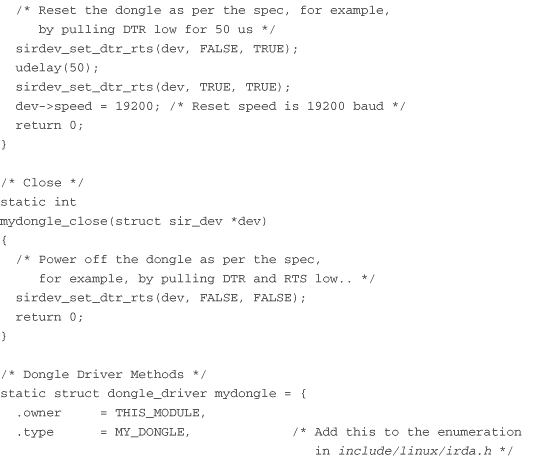 /* Reset the dongle as per the spec, for example,
by pulling DTR low for 50 us */
sirdev_set_dtr_rts(dev, FALSE, TRUE);
udelay(50);
sirdev_set_dtr_rts(dev, TRUE, TRUE);
dev->speed = 19200; /* Reset speed is 19200 baud */
return 0;
}
/* Close */
static int
mydongle_close(struct sir_dev *dev)
{
/* Power off the dongle as per the spec,
for example, by pulling DTR and RTS low.. */
sirdev_set_dtr_rts(dev, FALSE, FALSE);
return 0;
}
/* Dongle Driver Methods */
static struct dongle_driver mydongle = {
.owner = THIS_MODULE,
.type = MY_DONGLE, /* Add this to the enumeration
in include/linux/irda.h */